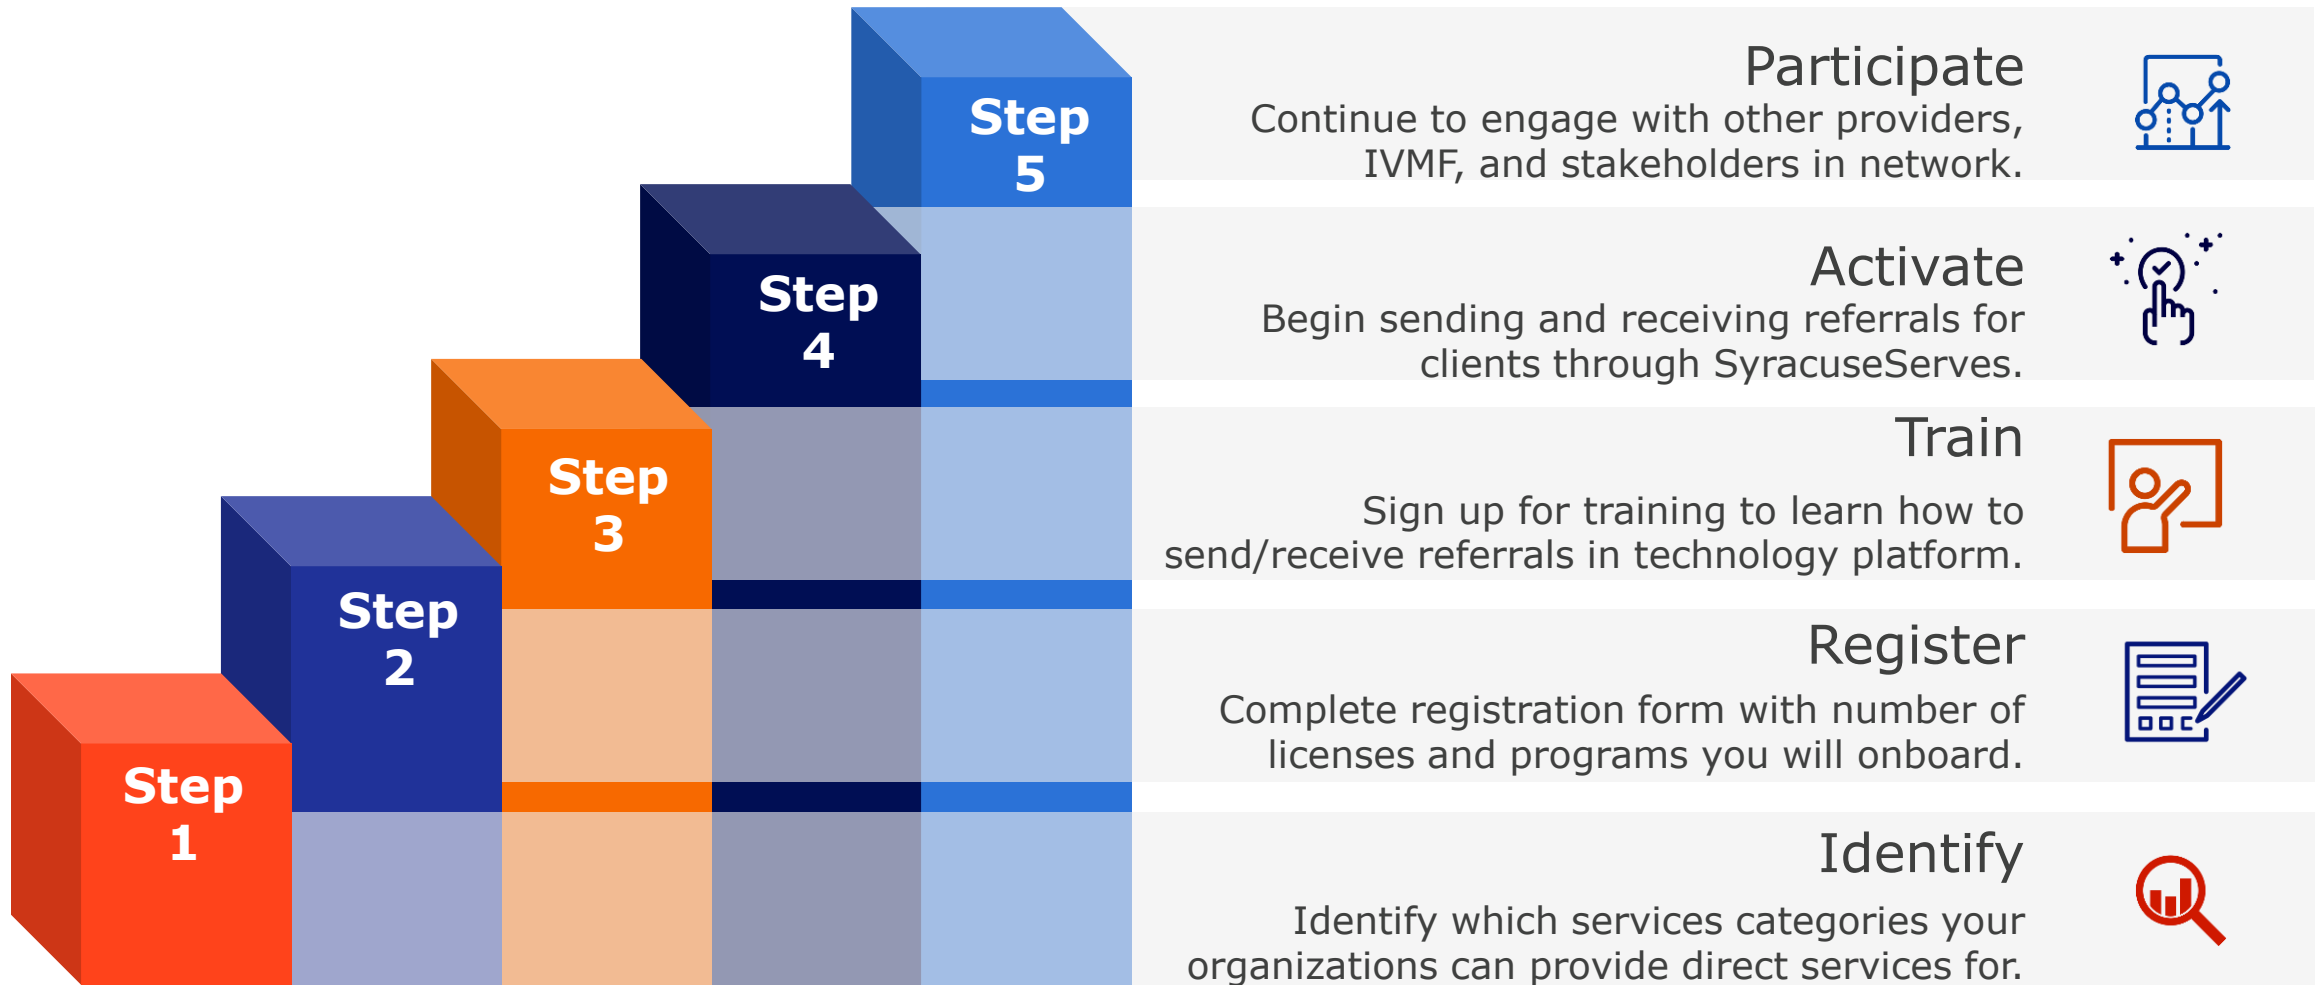 Step
5
Participate
Continue to engage with other providers,
IVMF, and stakeholders in network.
Step
4
Activate
Begin sending and receiving referrals for
clients through SyracuseServes.
Step
3
Train
Sign up for training to learn how to
send/receive referrals in technology platform.
Step
2
Register
Complete registration form with number of
licenses and programs you will onboard.
Step
1
Identify
Identify which services categories your
organizations can provide direct services for.